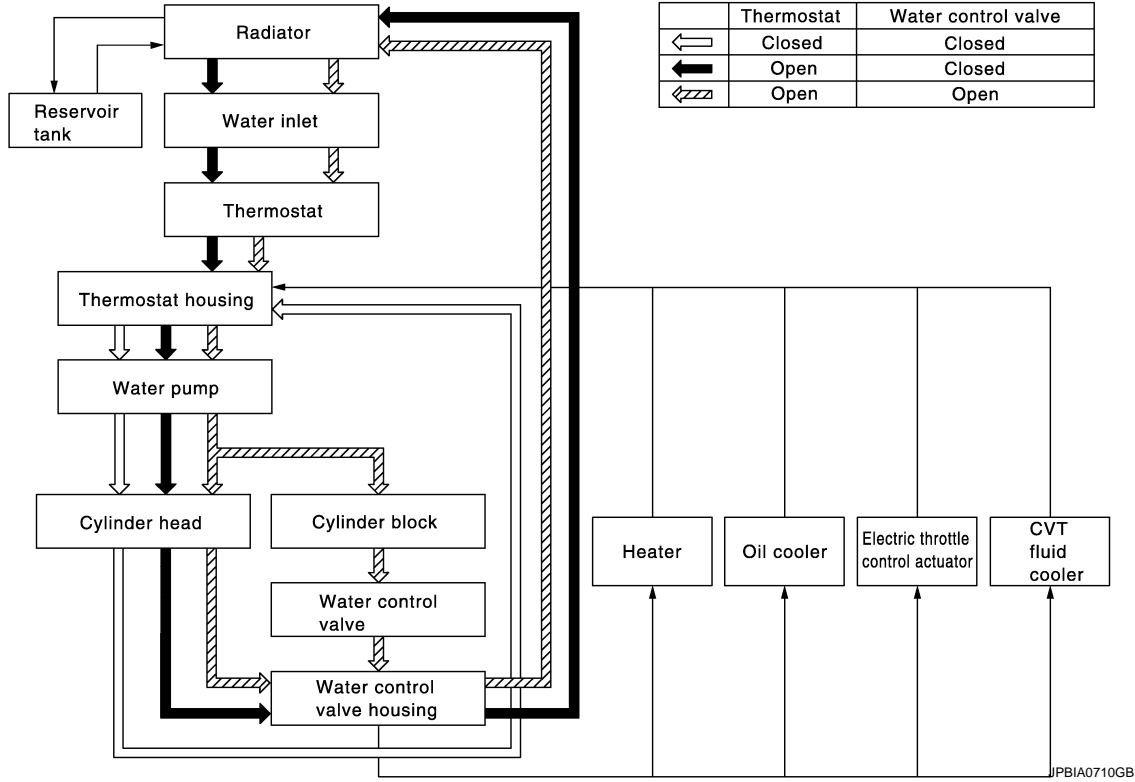 Thermostat Water control valve
Closed Closed
Open Closed
Open Open
Radiator
Reservoir
tank
Water inlet
Thermostat
Thermostat housing
Water pump
Cylinder head
Cylinder block
Water control
valve
Water control
valve housing
Heater
Oil cooler
Electric throttle
control actuator
CVT
fluid
cooler
JPBIA0710GB